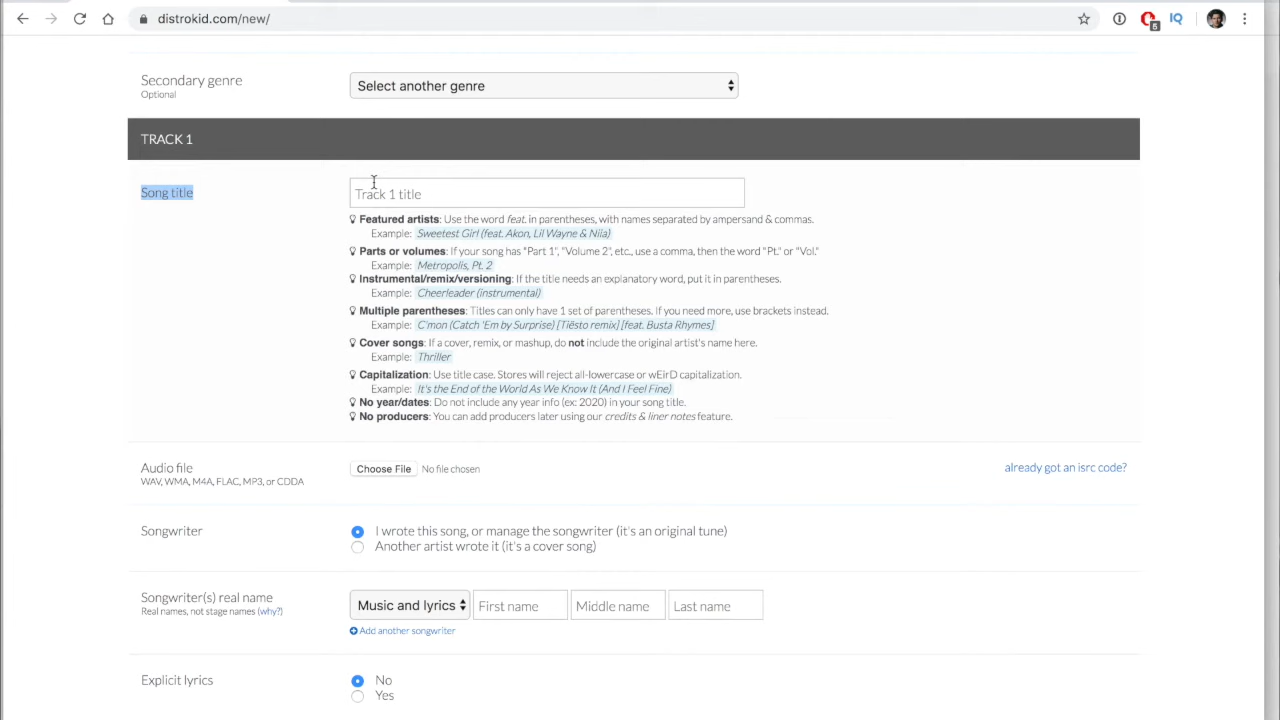 distrokid.com/new/
5
IQ
Secondary genre
Optional
Select another genre
TRACK 1
Song title
Track 1 title
Featured artists: Use the word feat. in parentheses, with names separated by ampersand & commas.
Example: Sweetest Girl (feat. Akon, Lil Wayne & Niia)
Parts or volumes: If your song has "Part 1", "Volume 2", etc., use a comma, then the word "Pt." or "Vol."
Example: Metropolis, Pt. 2
Instrumental/remix/versioning: If the title needs an explanatory word, put it in parentheses.
Example: Cheerleader (instrumental)
Multiple parentheses: Titles can only have 1 set of parentheses. If you need more, use brackets instead.
Example: C'mon (Catch 'Em by Surprise) [Tiësto remix] [feat. Busta Rhymes]
Cover songs: If a cover, remix, or mashup, do not include the original artist's name here.
Example: Thriller
Capitalization: Use title case. Stores will reject all-lowercase or wEirD capitalization.
Example: It's the End of the World As We Know It (And I Feel Fine)
No year/dates: Do not include any year info (ex: 2020) in your song title.
No producers: You can add producers later using our credits & liner notes feature.
Audio file
WAV, WMA, M4A, FLAC, MP3, or CDDA
Choose File No file chosen
already got an isrc code?
Songwriter
I wrote this song, or manage the songwriter (it's an original tune)
Another artist wrote it (it's a cover song)
Songwriter(s) real name
Real names, not stage names (why?)
Music and lyrics First name Middle name Last name
Add another songwriter
Explicit lyrics
No
Yes